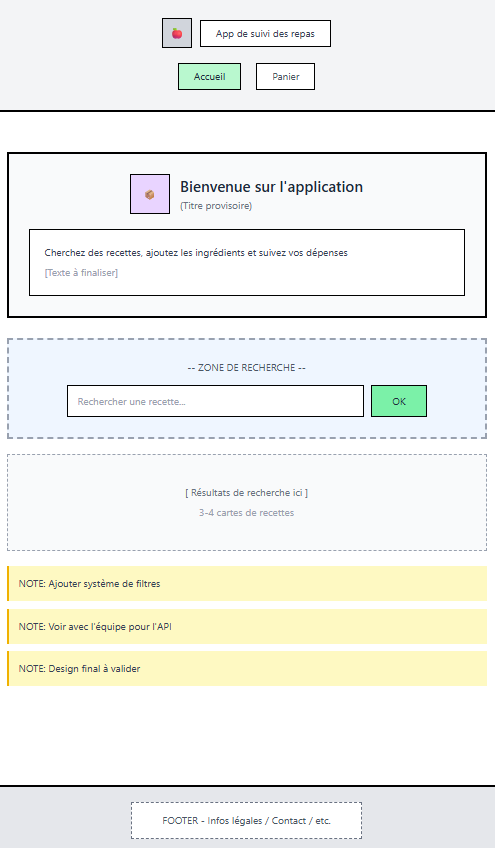 App de suivi des repas
Accueil
Panier
Bienvenue sur l'application
(Titre provisoire)
Cherchez des recettes, ajoutez les ingrédients et suivez vos dépenses
[Texte à finaliser]
-- ZONE DE RECHERCHE --
Rechercher une recette...
OK
[ Résultats de recherche ici ]
3-4 cartes de recettes
NOTE: Ajouter système de filtres
NOTE: Voir avec l'équipe pour l'API
NOTE: Design final à valider
FOOTER - Infos légales / Contact / etc.